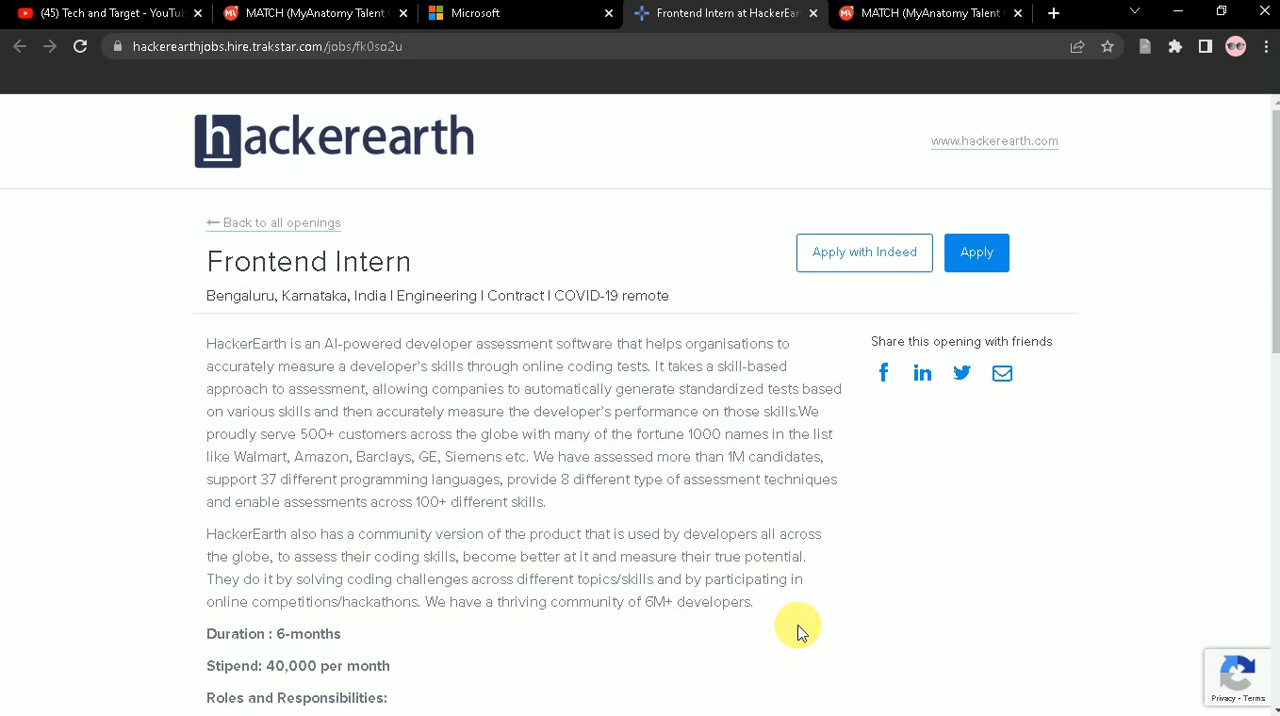 (45) Tech and Target - YouTu
MATCH (MyAnatomy Talent C
Microsoft
Frontend Intern at HackerEar
MATCH (MyAnatomy Talent C
hackerearthjobs.hire.trakstar.com/jobs/fk0so2u
hackerearth
www.hackerearth.com
Back to all openings
Frontend Intern
Apply with Indeed
Apply
Bengaluru, Karnataka, India | Engineering | Contract | COVID-19 remote
HackerEarth is an AI-powered developer assessment software that helps organisations to
accurately measure a developer's skills through online coding tests. It takes a skill-based
approach to assessment, allowing companies to automatically generate standardized tests based
on various skills and then accurately measure the developer's performance on those skills.We
proudly serve 500+ customers across the globe with many of the fortune 1000 names in the list
like Walmart, Amazon, Barclays, GE, Siemens etc. We have assessed more than 1M candidates,
support 37 different programming languages, provide 8 different type of assessment techniques
and enable assessments across 100+ different skills.
Share this opening with friends
HackerEarth also has a community version of the product that is used by developers all across
the globe, to assess their coding skills, become better at it and measure their true potential.
They do it by solving coding challenges across different topics/skills and by participating in
online competitions/hackathons. We have a thriving community of 6M+ developers.
Duration : 6-months
Stipend: 40,000 per month
Roles and Responsibilities:
Privacy - Terms